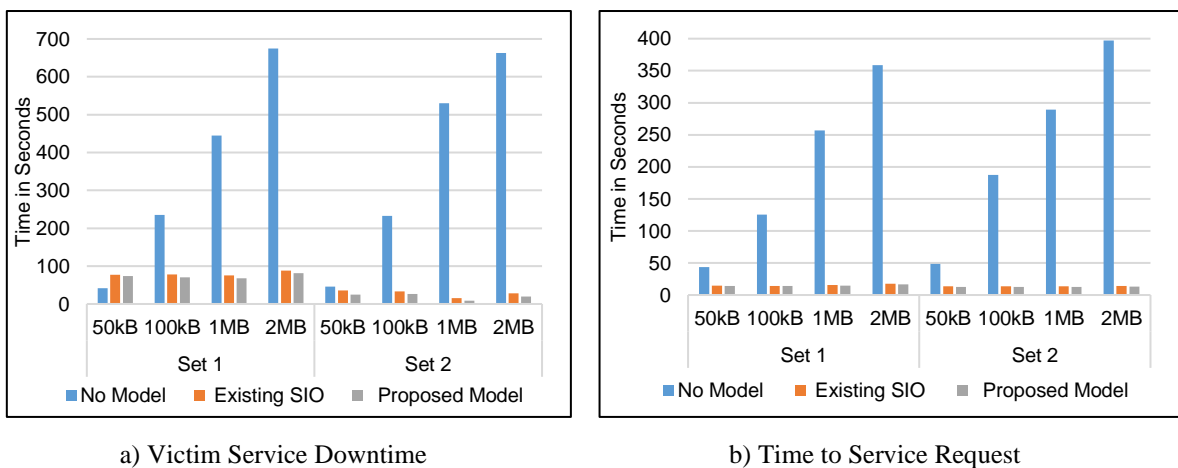 700
600
500
400
300
200
100
0
Time in Seconds
50kB 100kB 1MB 2MB 50kB 100kB 1MB 2MB
Set 1 Set 2
No Model Existing SIO Proposed Model
a) Victim Service Downtime
400
350
300
250
200
150
100
50
0
Time in Seconds
50kB 100kB 1MB 2MB 50kB 100kB 1MB 2MB
Set 1 Set 2
No Model Existing SIO Proposed Model
b) Time to Service Request